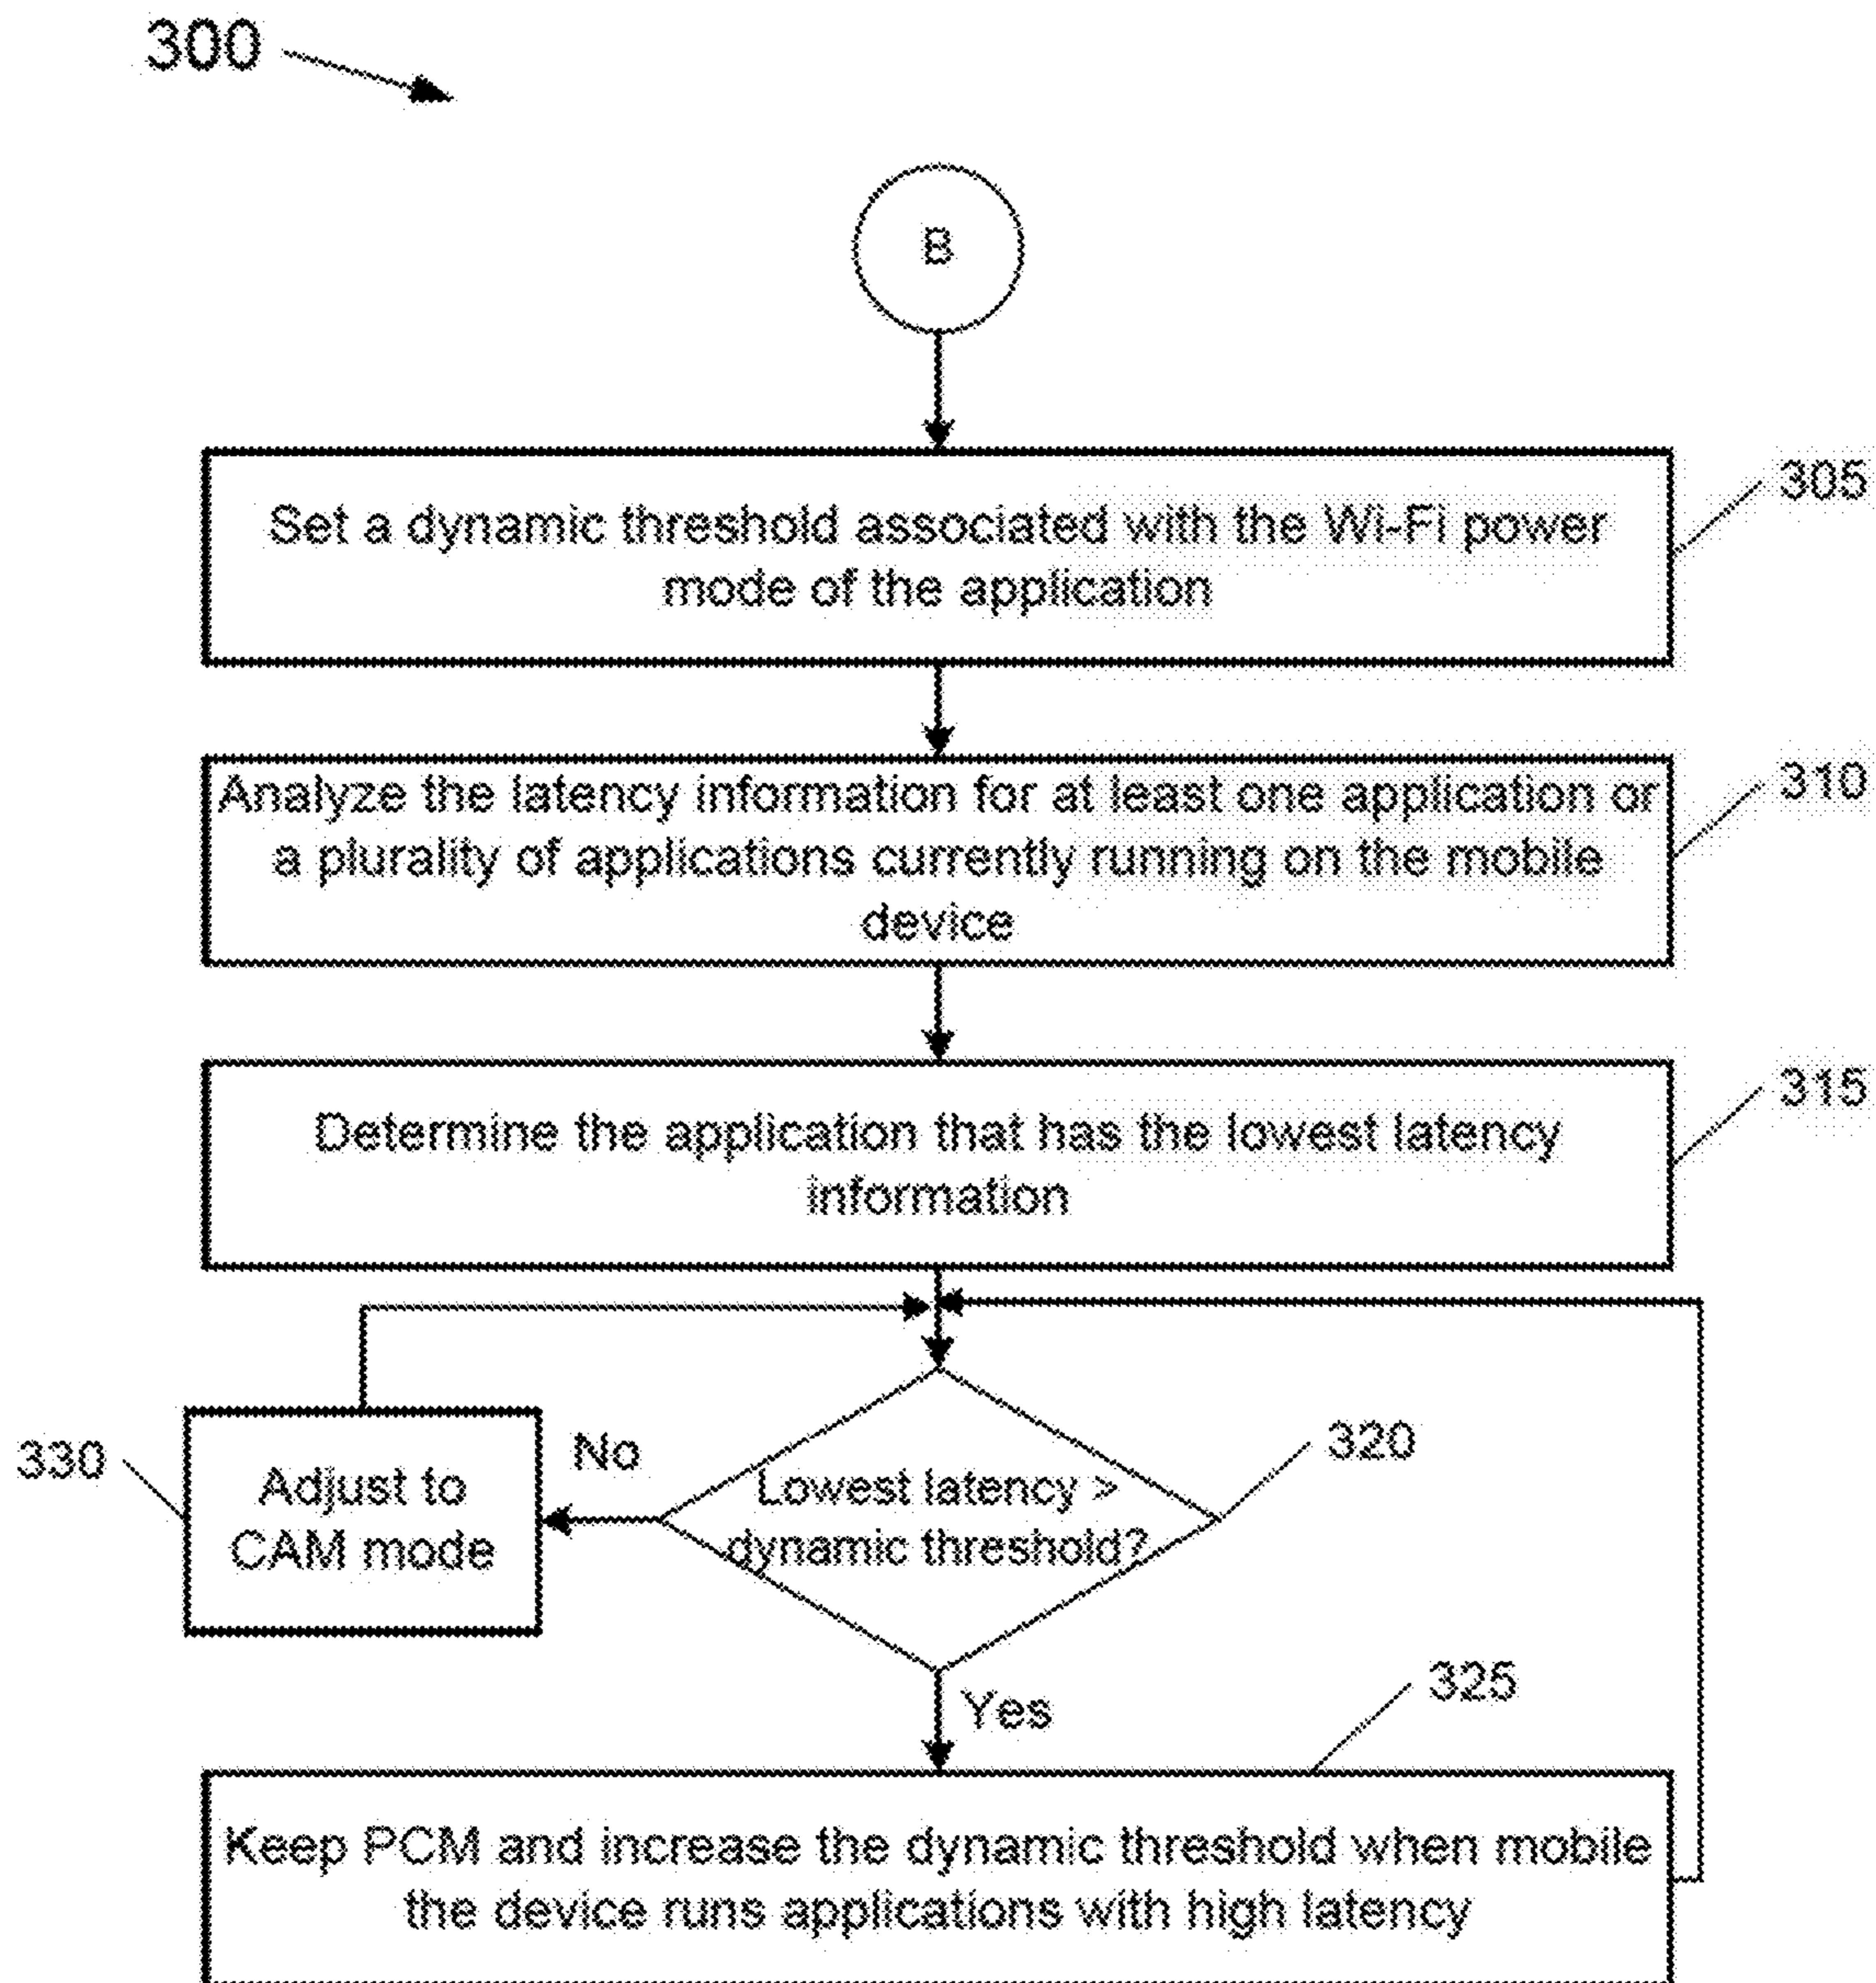 300
B
Set a dynamic threshold associated with the Wi-Fi power
mode of the application
305
Analyze the latency information for at least one application or
a plurality of applications currently running on the mobile
device
310
Determine the application that has the lowest latency
information
315
330
Adjust to
CAM mode
No
Lowest latency >
dynamic threshold?
320
Yes
325
Keep PCM and increase the dynamic threshold when mobile
the device runs applications with high latency